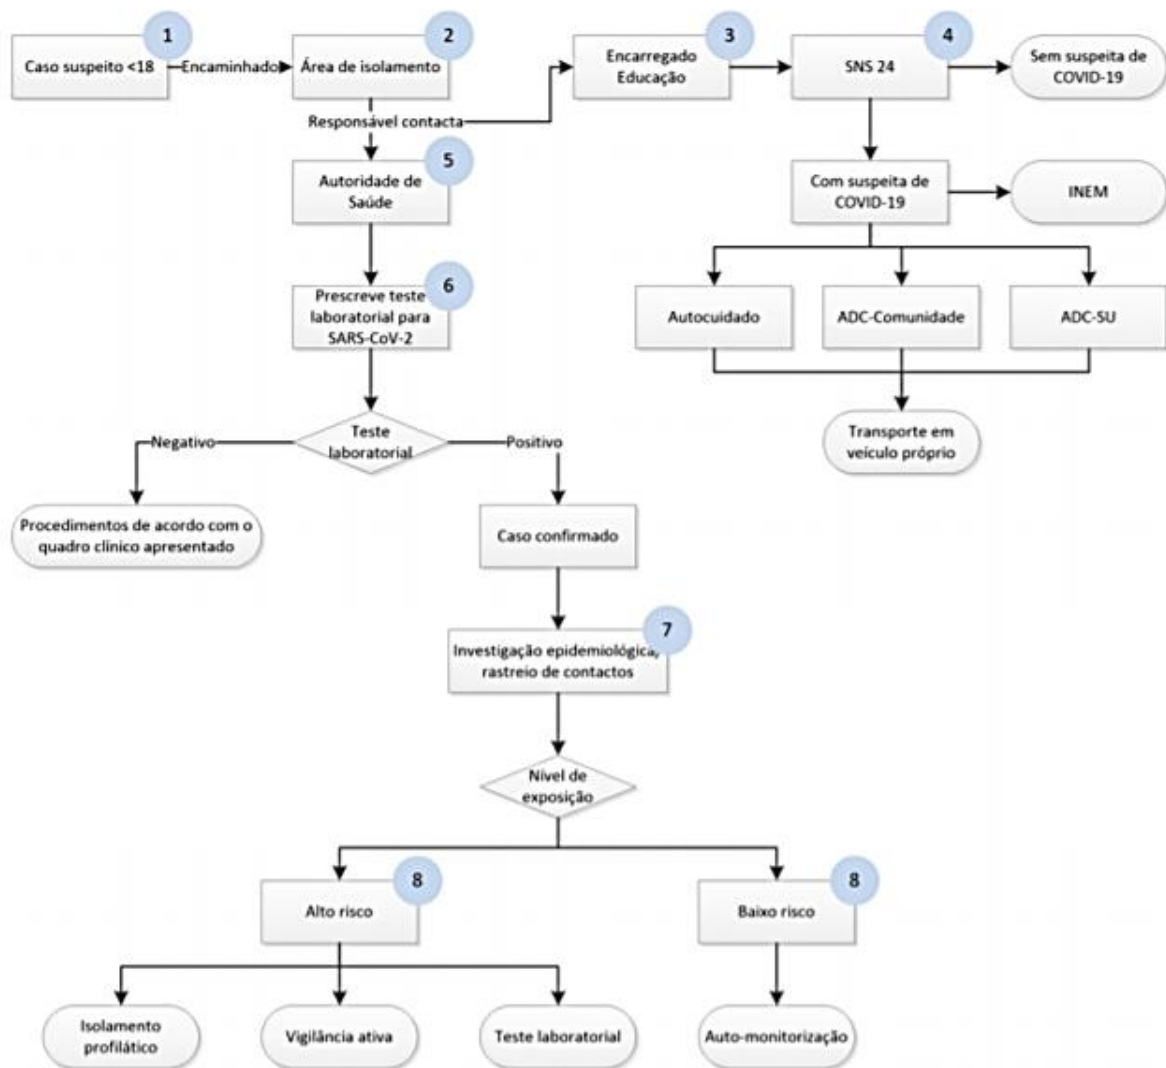 1
Caso suspeito <18
Encaminhado
2
Área de isolamento
3
Encarregado
Educação
4
SNS 24
Sem suspeita de
COVID-19
Responsável contacta
5
Autoridade de
Saúde
Com suspeita de
COVID-19
INEM
6
Prescreve teste
laboratorial para
SARS-CoV-2
Autocuidado
ADC-Comunidade
ADC-SU
Transporte em
veículo próprio
Negativo
Teste
laboratorial
Positivo
Procedimentos de acordo com o
quadro clínico apresentado
Caso confirmado
7
Investigação epidemiológica,
rastreio de contactos
Nível de
exposição
8
Alto risco
8
Baixo risco
Isolamento
profilático
Vigilância ativa
Teste laboratorial
Auto-monitorização